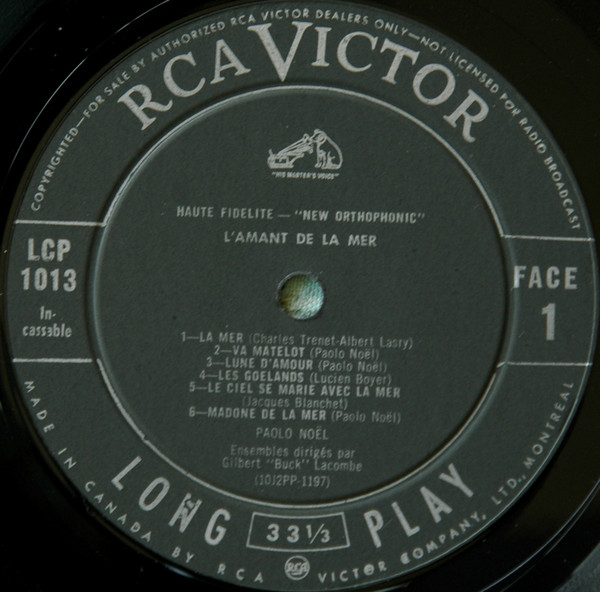 COPYRIGHTED—FOR SALE BY AUTHORIZED RCA VICTOR DEALERS ONLY—NOT LICENSED FOR RADIO BROADCAST
RCA VICTOR
"HIS MASTER'S VOICE"
HAUTE FIDELITE — "NEW ORTHOPHONIC"
L'AMANT DE LA MER
LCP
1013
In-
cassable
FACE
1
1—LA MER (Charles Trenet-Albert Lasry)
2—VA MATELOT (Paolo Noël)
3—LUNE D'AMOUR (Paolo Noël)
4—LES GOELANDS (Lucien Boyer)
5—LE CIEL SE MARIE AVEC LA MER
(Jacques Blanchet)
6—MADONE DE LA MER (Paolo Noël)
PAOLO NOËL
Ensembles dirigés par
Gilbert "Buck" Lacombe
(10J2PP-1197)
LONG PLAY
33 1/3
RCA
MADE IN CANADA BY RCA VICTOR COMPANY, LTD., MONTREAL